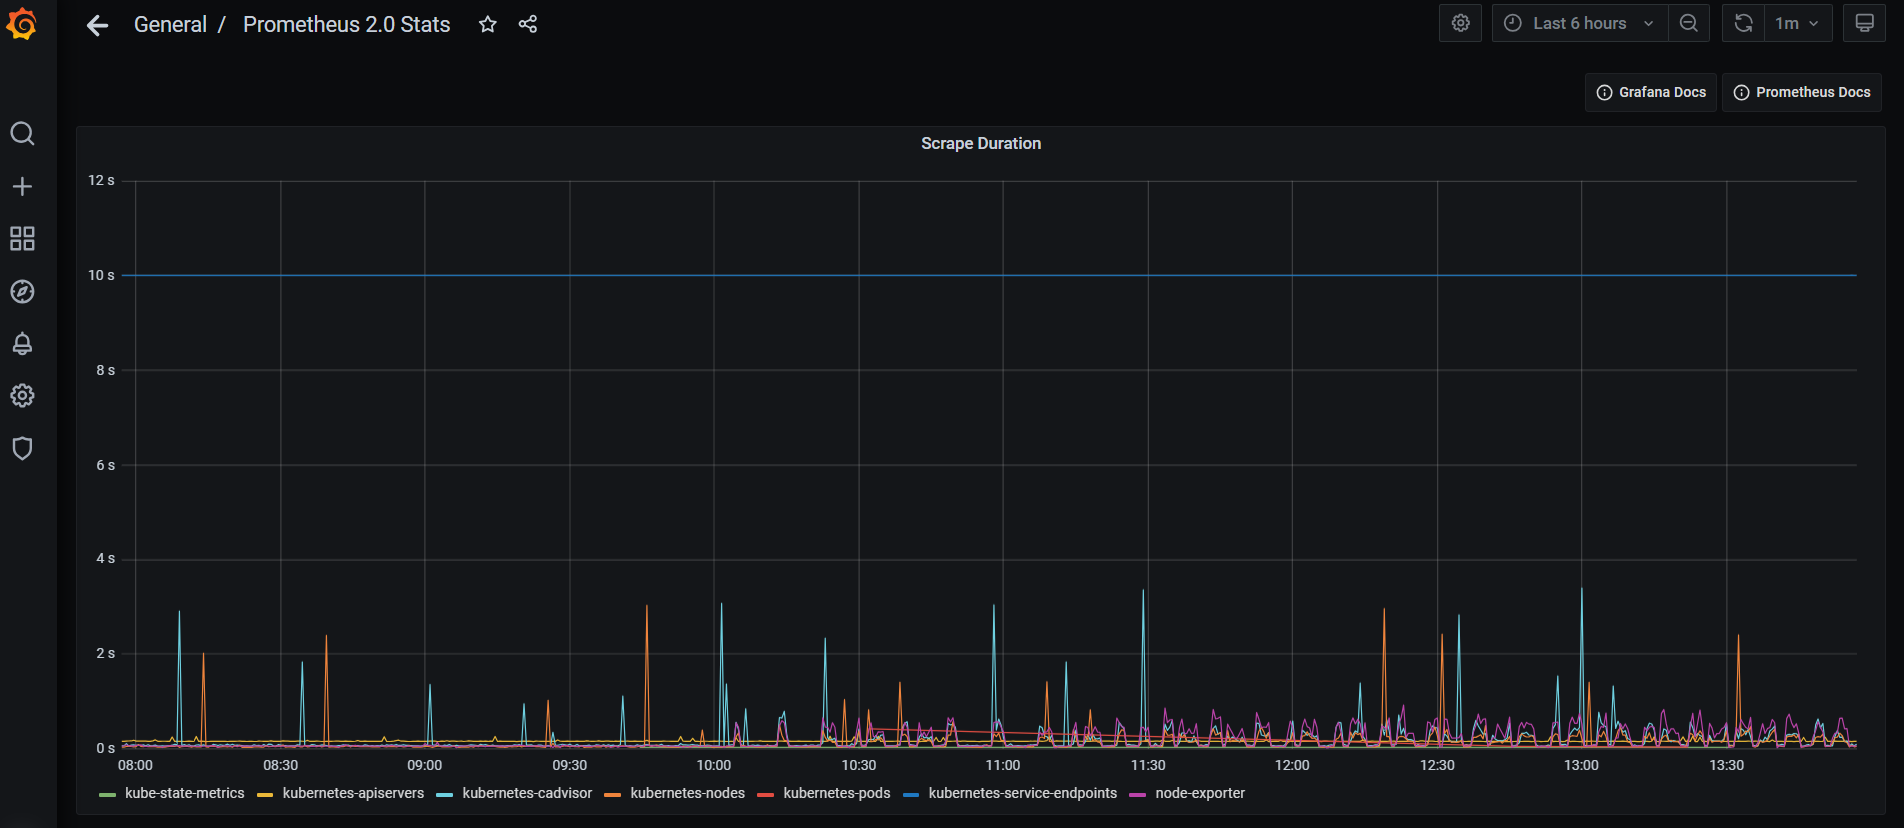 General / Prometheus 2.0 Stats
Last 6 hours
1m
Grafana Docs
Prometheus Docs
Scrape Duration
12 s
10 s
8 s
6 s
4 s
2 s
0 s
08:00 08:30 09:00 09:30 10:00 10:30 11:00 11:30 12:00 12:30 13:00 13:30
kube-state-metrics kubernetes-apiservers kubernetes-cadvisor kubernetes-nodes kubernetes-pods kubernetes-service-endpoints node-exporter